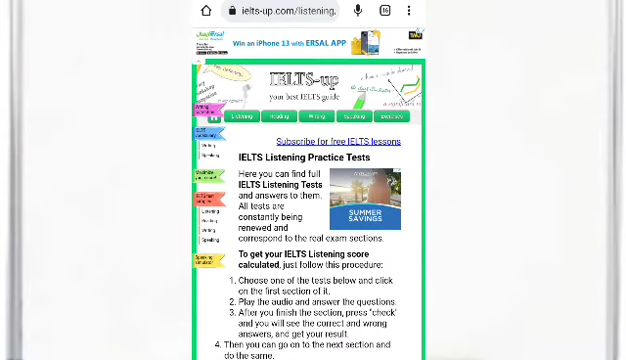 ielts-up.com/listening.
16
Win an iPhone 13 with ERSAL APP
IELTS-up
your best IELTS guide
Listening
Reading
Writing
Speaking
Subscribe for free IELTS lessons
IELTS Listening Practice Tests
Here you can find full
IELTS Listening Tests
and answers to them.
All tests are
constantly being
renewed and
correspond to the real exam sections.
SUMMER
SAVINGS
To get your IELTS Listening score
calculated, just follow this procedure:
1. Choose one of the tests below and click
on the first section of it.
2. Play the audio and answer the questions.
3. After you finish the section, press "check"
and you will see the correct and wrong
answers, and get your result.
4. Then you can go on to the next section and
do the same.
Writing
Speaking
Listening
Reading
Writing
Speaking
Speaking
simulator